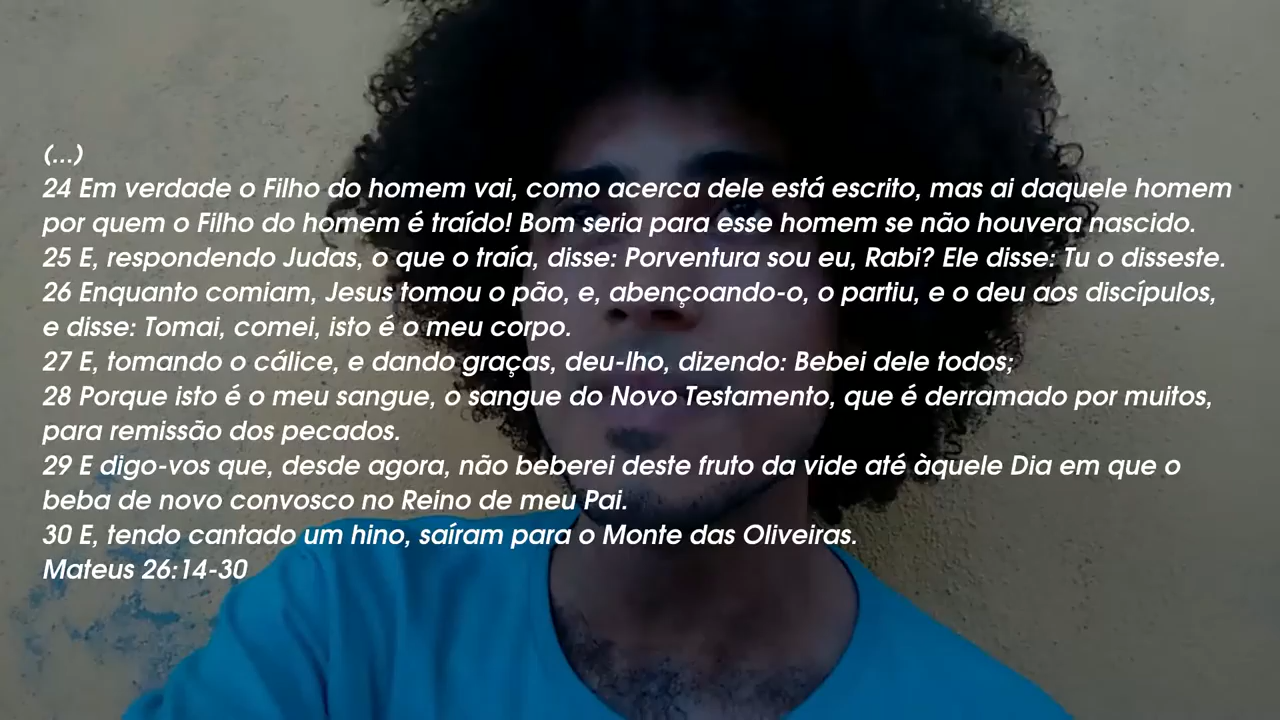 (...)
24 Em verdade o Filho do homem vai, como acerca dele está escrito, mas ai daquele homem
por quem o Filho do homem é traído! Bom seria para esse homem se não houvera nascido.
25 E, respondendo Judas, o que o traía, disse: Porventura sou eu, Rabi? Ele disse: Tu o disseste.
26 Enquanto comiam, Jesus tomou o pão, e, abençoando-o, o partiu, e o deu aos discípulos,
e disse: Tomai, comei, isto é o meu corpo.
27 E, tomando o cálice, e dando graças, deu-lho, dizendo: Bebei dele todos;
28 Porque isto é o meu sangue, o sangue do Novo Testamento, que é derramado por muitos,
para remissão dos pecados.
29 E digo-vos que, desde agora, não beberei deste fruto da vide até àquele Dia em que o
beba de novo convosco no Reino de meu Pai.
30 E, tendo cantado um hino, saíram para o Monte das Oliveiras.
Mateus 26:14-30